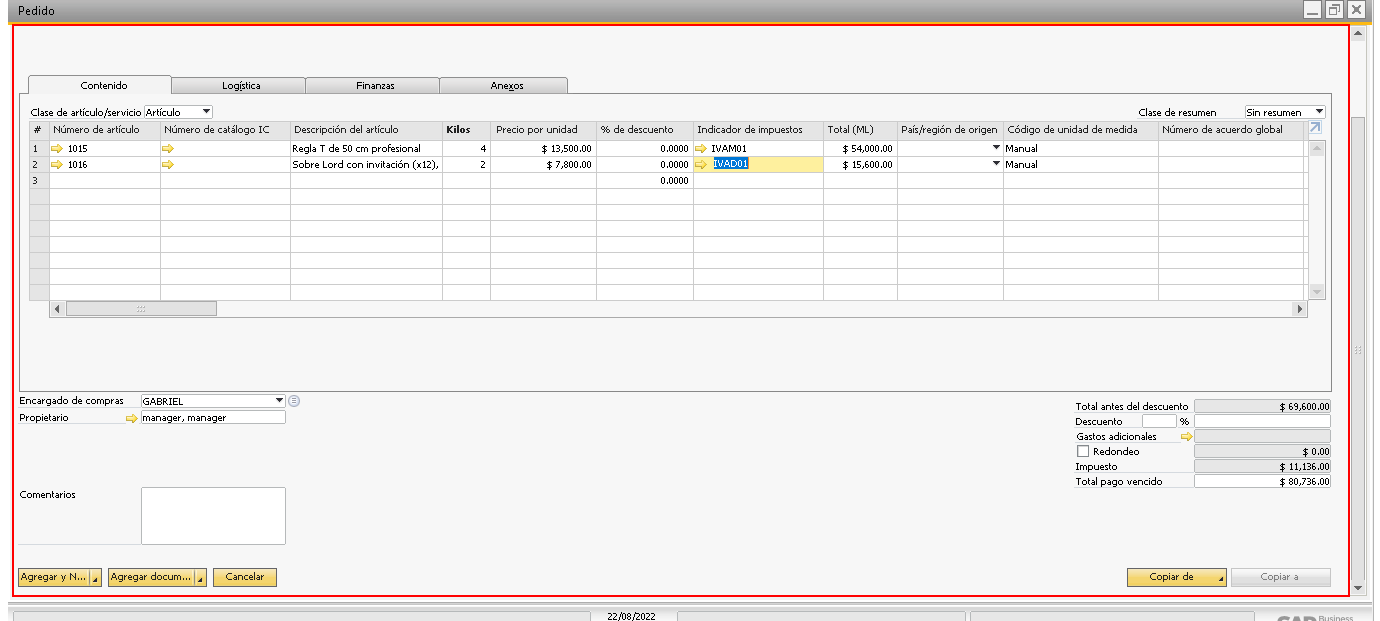 Pedido
Contenido Logística Finanzas Anexos
Clase de artículo/servicio Artículo Clase de resumen Sin resumen
# Número de artículo Número de catálogo IC Descripción del artículo Kilos Precio por unidad % de descuento Indicador de impuestos Total (ML) País/región de origen Código de unidad de medida Número de acuerdo global
1 1015 Regla T de 50 cm profesional 4 $ 13,500.00 0.0000 IVAM01 $ 54,000.00 Manual
2 1016 Sobre Lord con invitación (x12), 2 $ 7,800.00 0.0000 IVAD01 $ 15,600.00 Manual
3 0.0000
Encargado de compras GABRIEL
Propietario manager, manager
Total antes del descuento $ 69,600.00
Descuento %
Gastos adicionales
Redondeo $ 0.00
Impuesto $ 11,136.00
Total pago vencido $ 80,736.00
Comentarios
Agregar y N... Agregar docum... Cancelar Copiar de Copiar a
22/08/2022
SAP Business